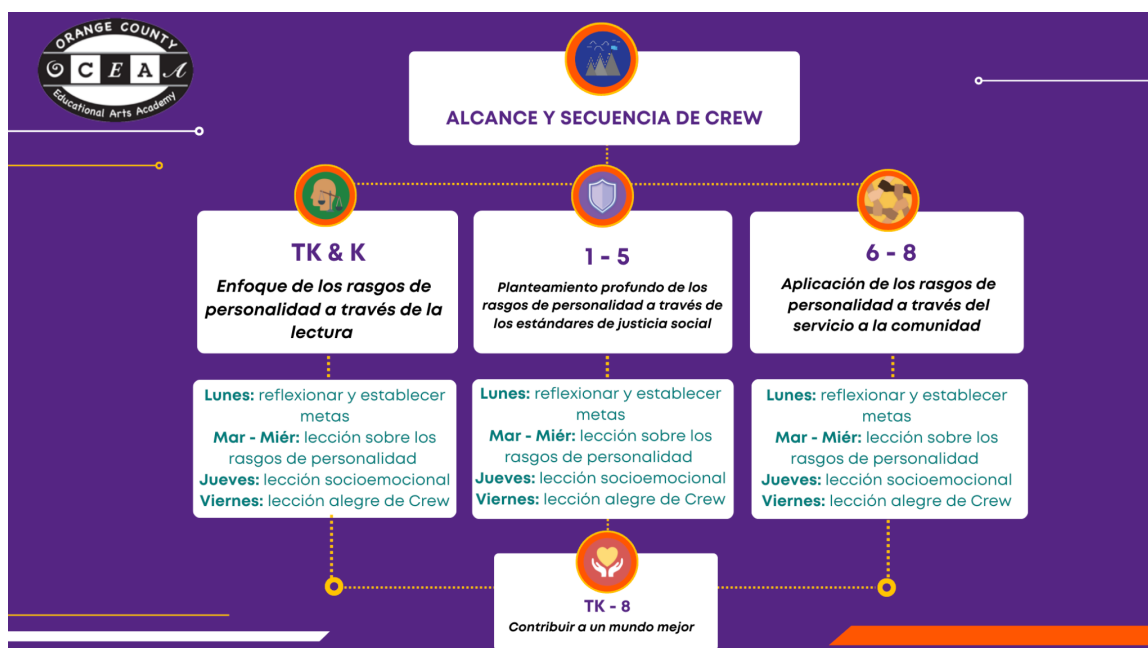 ORANGE COUNTY
O C E A A
Educational Arts Academy
ALCANCE Y SECUENCIA DE CREW
TK & K
Enfoque de los rasgos de
personalidad a través de la
lectura
1 - 5
Planteamiento profundo de los
rasgos de personalidad a través de
los estándares de justicia social
6 - 8
Aplicación de los rasgos de
personalidad a través del
servicio a la comunidad
Lunes: reflexionar y establecer
metas
Mar - Miér: lección sobre los
rasgos de personalidad
Jueves: lección socioemocional
Viernes: lección alegre de Crew
Lunes: reflexionar y establecer
metas
Mar - Miér: lección sobre los
rasgos de personalidad
Jueves: lección socioemocional
Viernes: lección alegre de Crew
Lunes: reflexionar y establecer
metas
Mar - Miér: lección sobre los
rasgos de personalidad
Jueves: lección socioemocional
Viernes: lección alegre de Crew
TK - 8
Contribuir a un mundo mejor